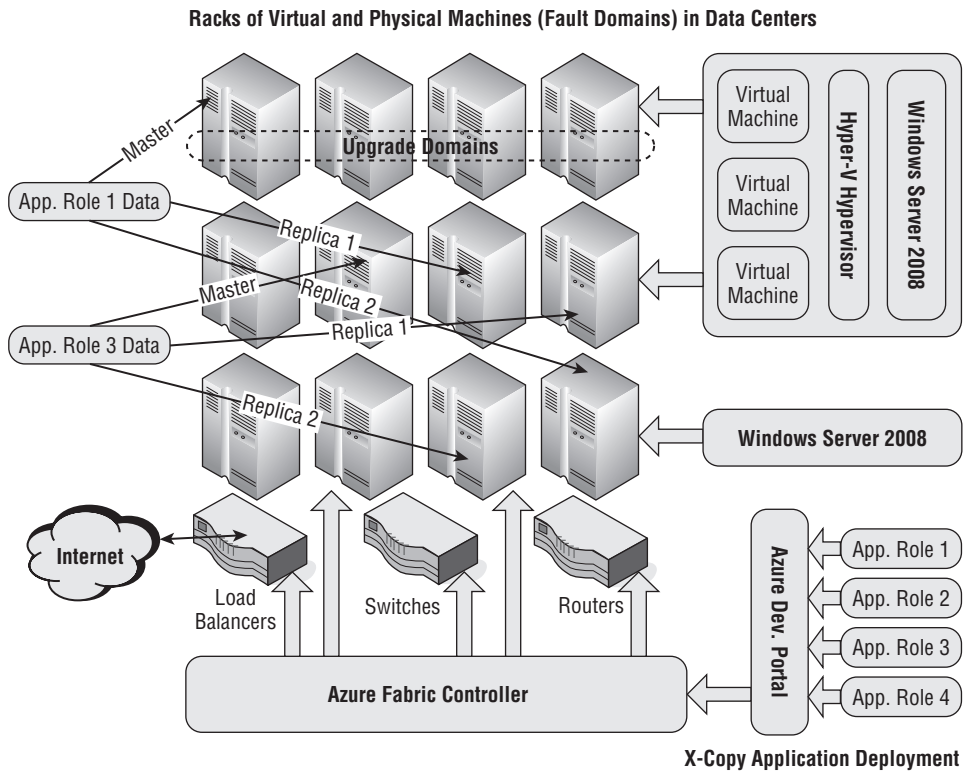 Racks of Virtual and Physical Machines (Fault Domains) in Data Centers
Master
Upgrade Domains
App. Role 1 Data
Replica 1
Replica 2
Master
App. Role 3 Data
Replica 1
Replica 2
Virtual
Machine
Virtual
Machine
Virtual
Machine
Hyper-V Hypervisor
Windows Server 2008
Windows Server 2008
Internet
Load
Balancers
Switches
Routers
Azure Fabric Controller
Azure Dev. Portal
App. Role 1
App. Role 2
App. Role 3
App. Role 4
X-Copy Application Deployment